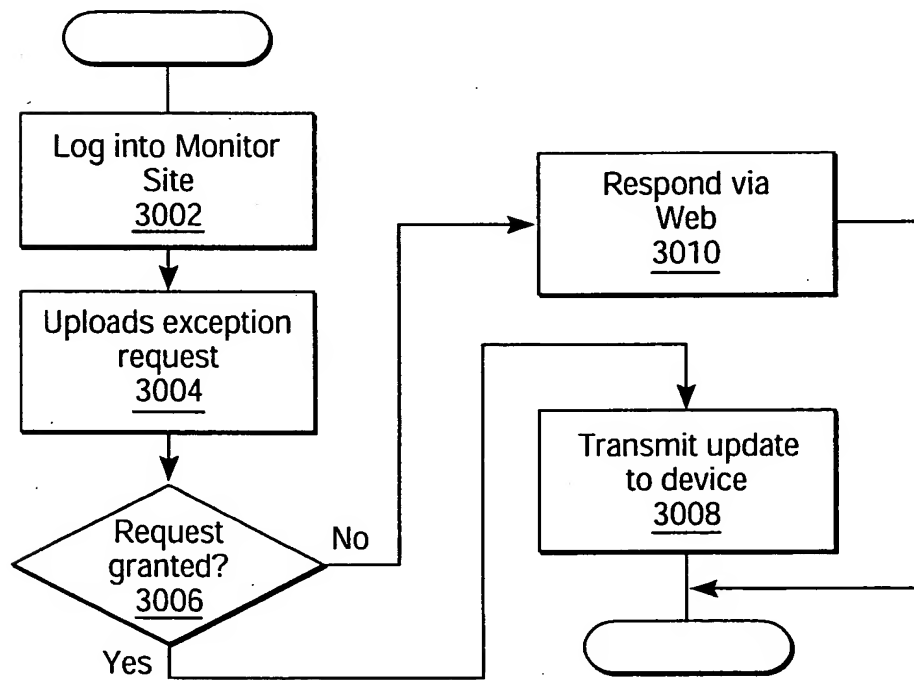 Log into Monitor
Site
3002
Uploads exception
request
3004
Request
granted?
3006
No
Yes
Respond via
Web
3010
Transmit update
to device
3008